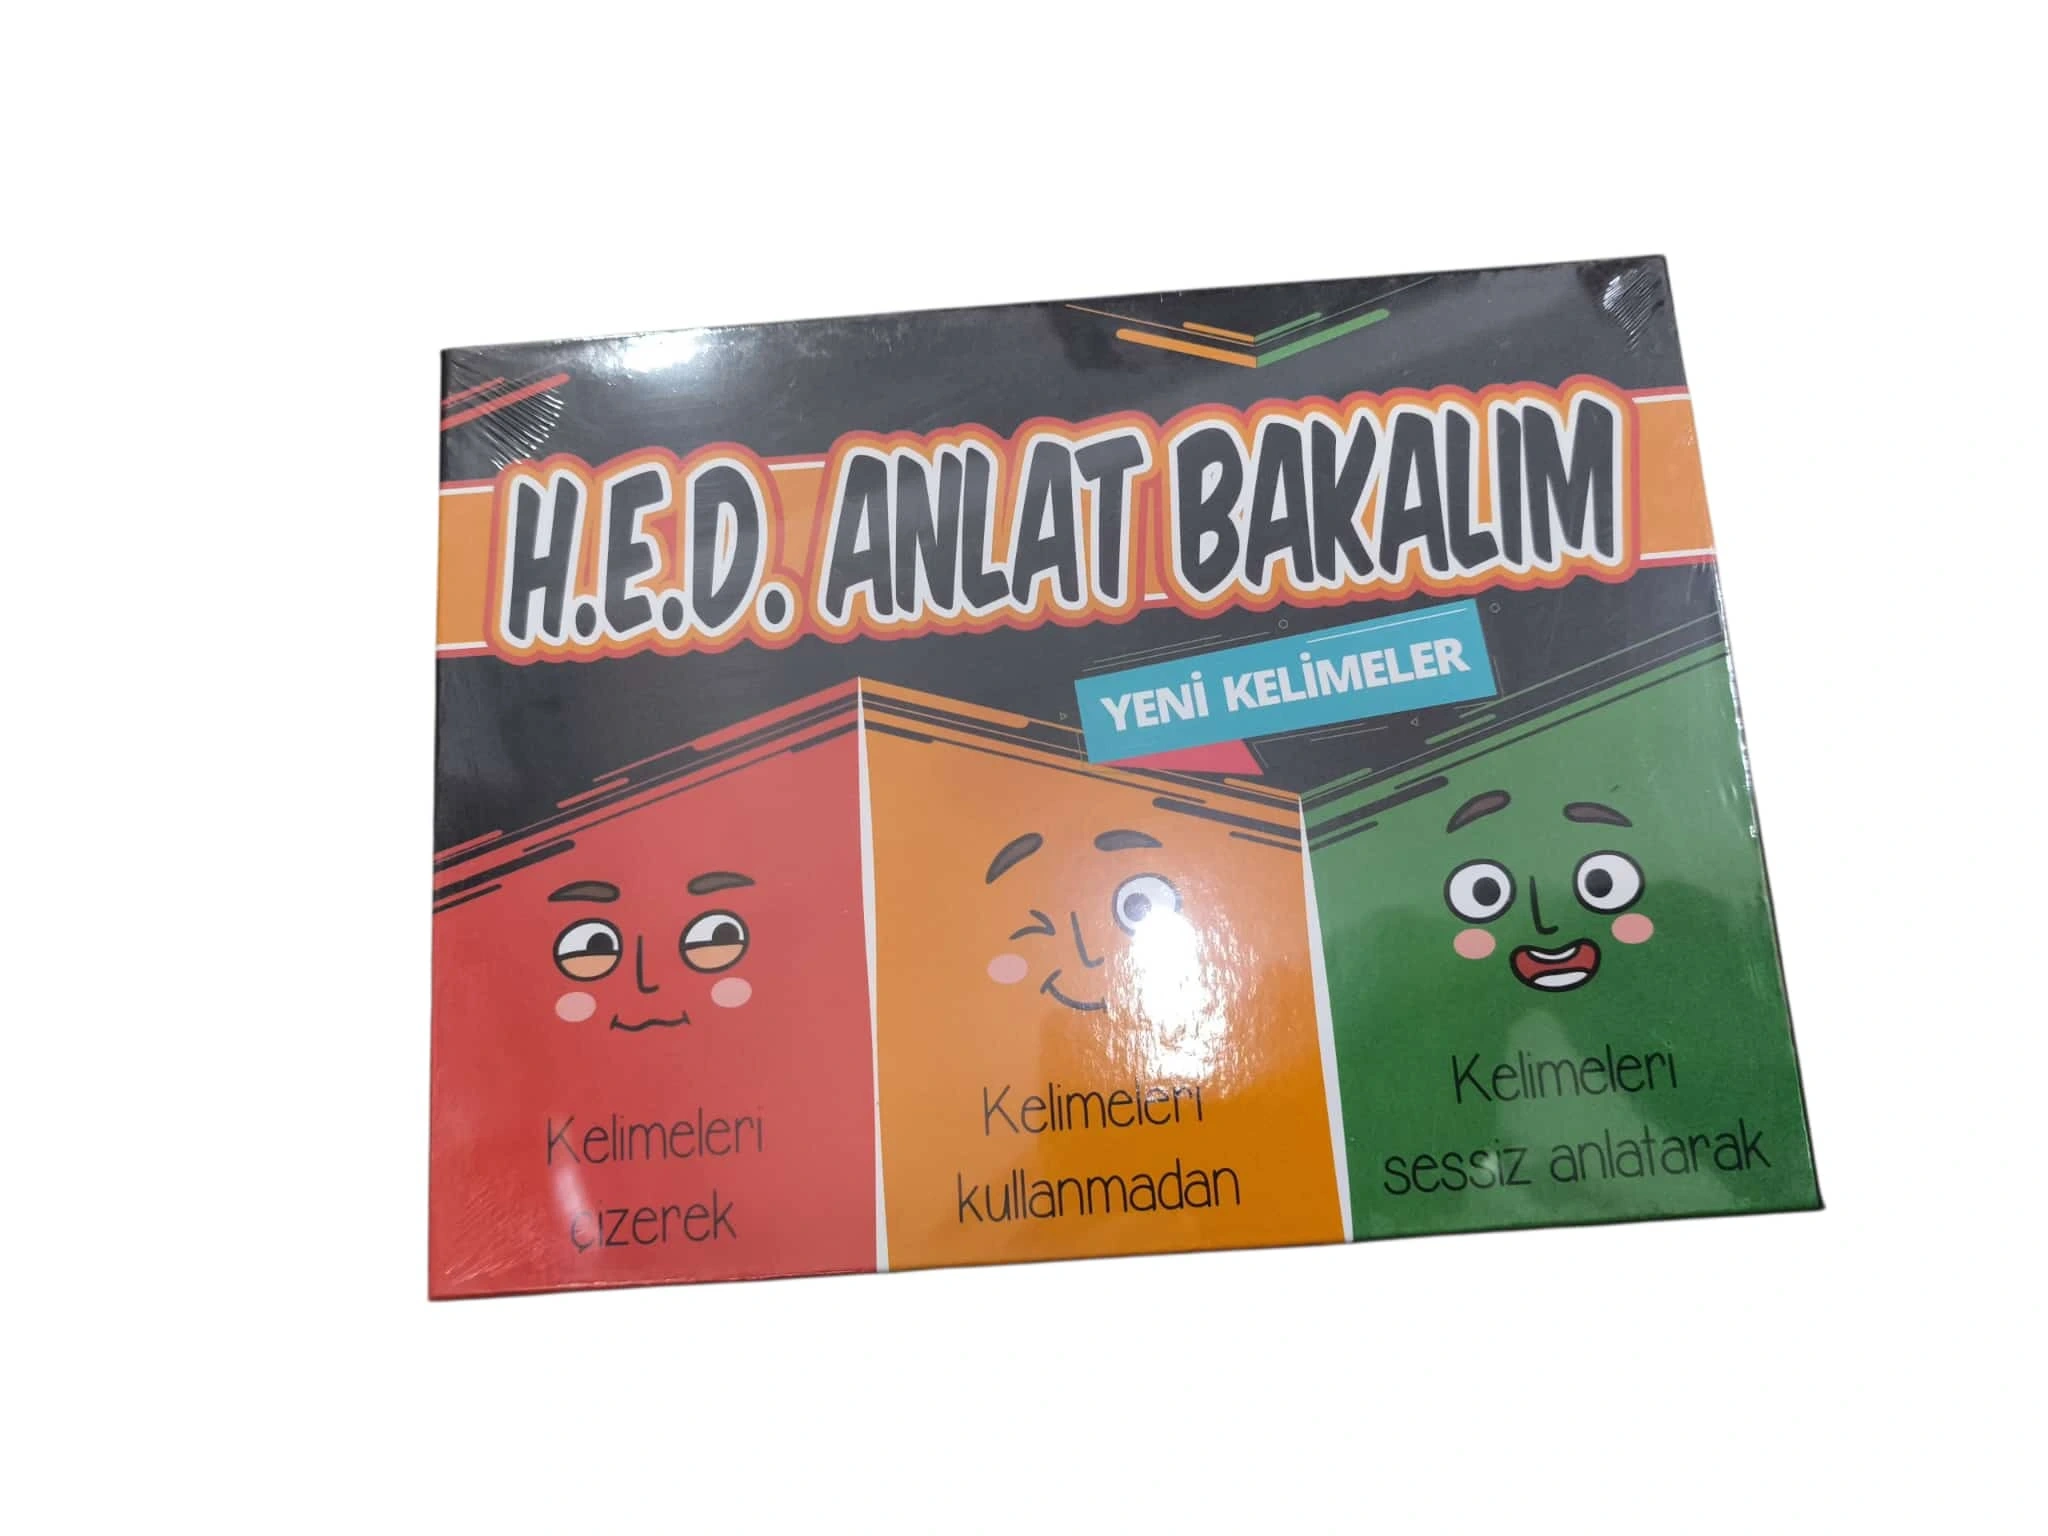 H.E.D. ANLAT BAKALIM
YENİ KELİMELER
Kelimeleri
çizerek
Kelimeleri
kullanmadan
Kelimeleri
sessiz anlatarak